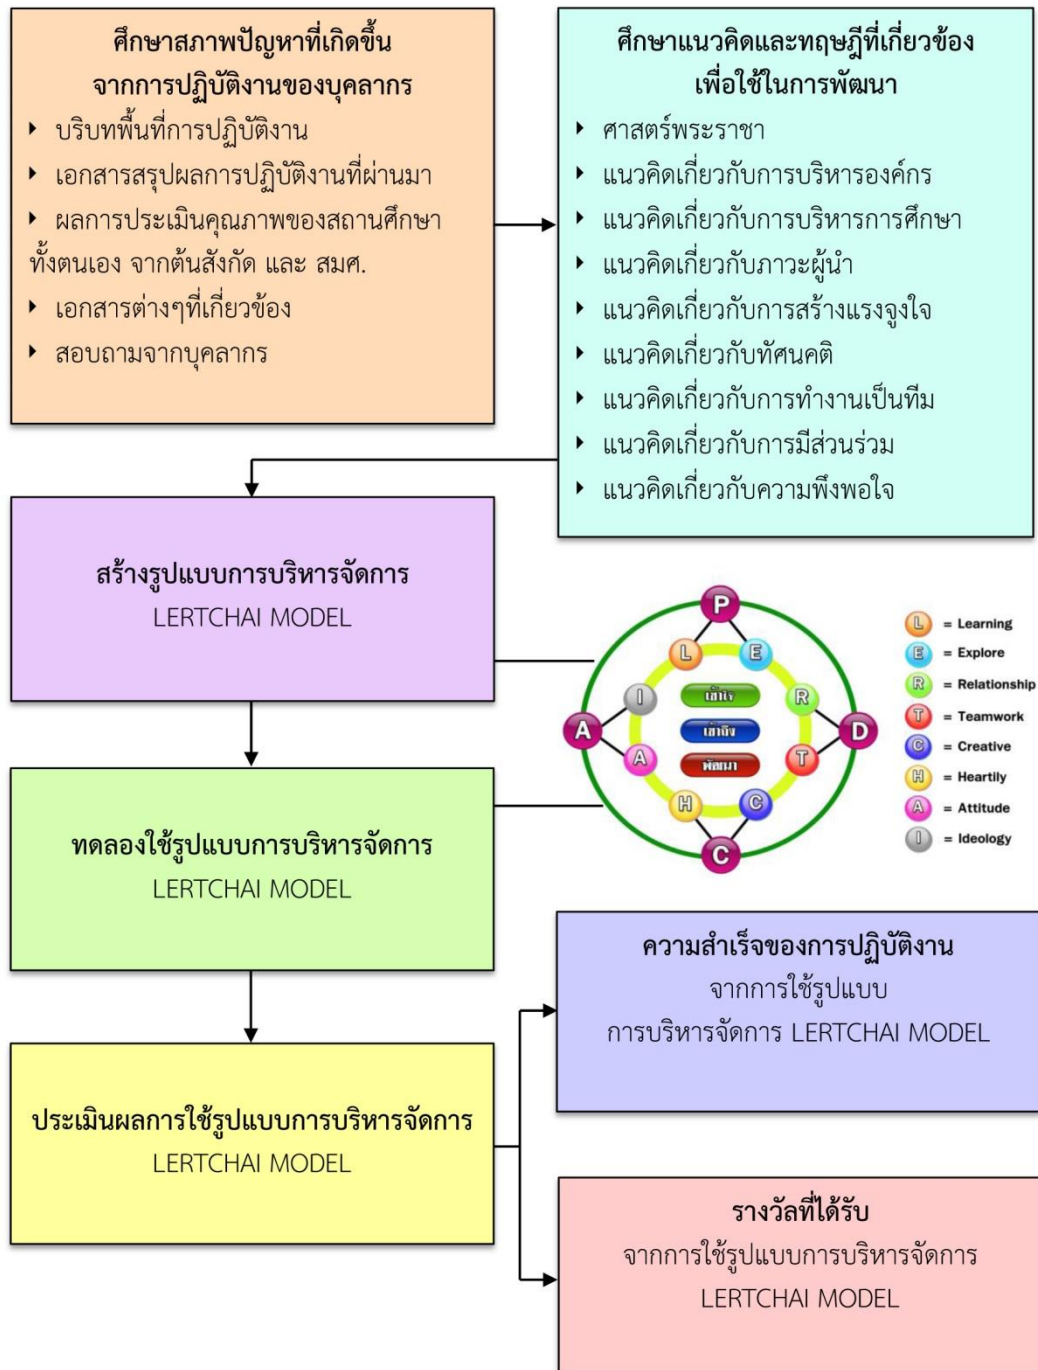 ศึกษาสภาพปัญหาที่เกิดขึ้น
จากการปฏิบัติงานของบุคลากร
บริบทพื้นที่การปฏิบัติงาน
เอกสารสรุปผลการปฏิบัติงานที่ผ่านมา
ผลการประเมินคุณภาพของสถานศึกษา
ทั้งตนเอง จากต้นสังกัด และ สมศ.
เอกสารต่างๆที่เกี่ยวข้อง
สอบถามจากบุคลากร
ศึกษาแนวคิดและทฤษฎีที่เกี่ยวข้อง
เพื่อใช้ในการพัฒนา
ศาสตร์พระราชา
แนวคิดเกี่ยวกับการบริหารองค์กร
แนวคิดเกี่ยวกับการบริหารการศึกษา
แนวคิดเกี่ยวกับภาวะผู้นำ
แนวคิดเกี่ยวกับการสร้างแรงจูงใจ
แนวคิดเกี่ยวกับทัศนคติ
แนวคิดเกี่ยวกับการทำงานเป็นทีม
แนวคิดเกี่ยวกับการมีส่วนร่วม
แนวคิดเกี่ยวกับความพึงพอใจ
สร้างรูปแบบการบริหารจัดการ
LERTCHAI MODEL
P
L E
I เข้าใจ R
A เข้าถึง D
A พัฒนา T
H C
C
L = Learning
E = Explore
R = Relationship
T = Teamwork
C = Creative
H = Heartily
A = Attitude
I = Ideology
ทดลองใช้รูปแบบการบริหารจัดการ
LERTCHAI MODEL
ความสำเร็จของการปฏิบัติงาน
จากการใช้รูปแบบ
การบริหารจัดการ LERTCHAI MODEL
ประเมินผลการใช้รูปแบบการบริหารจัดการ
LERTCHAI MODEL
รางวัลที่ได้รับ
จากการใช้รูปแบบการบริหารจัดการ
LERTCHAI MODEL